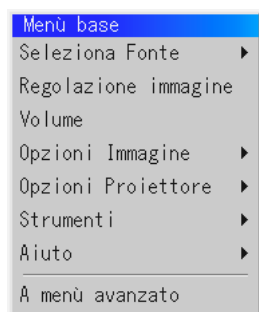 Menù base
Seleziona Fonte
Regolazione immagine
Volume
Opzioni Immagine
Opzioni Proiettore
Strumenti
Aiuto
A menù avanzato